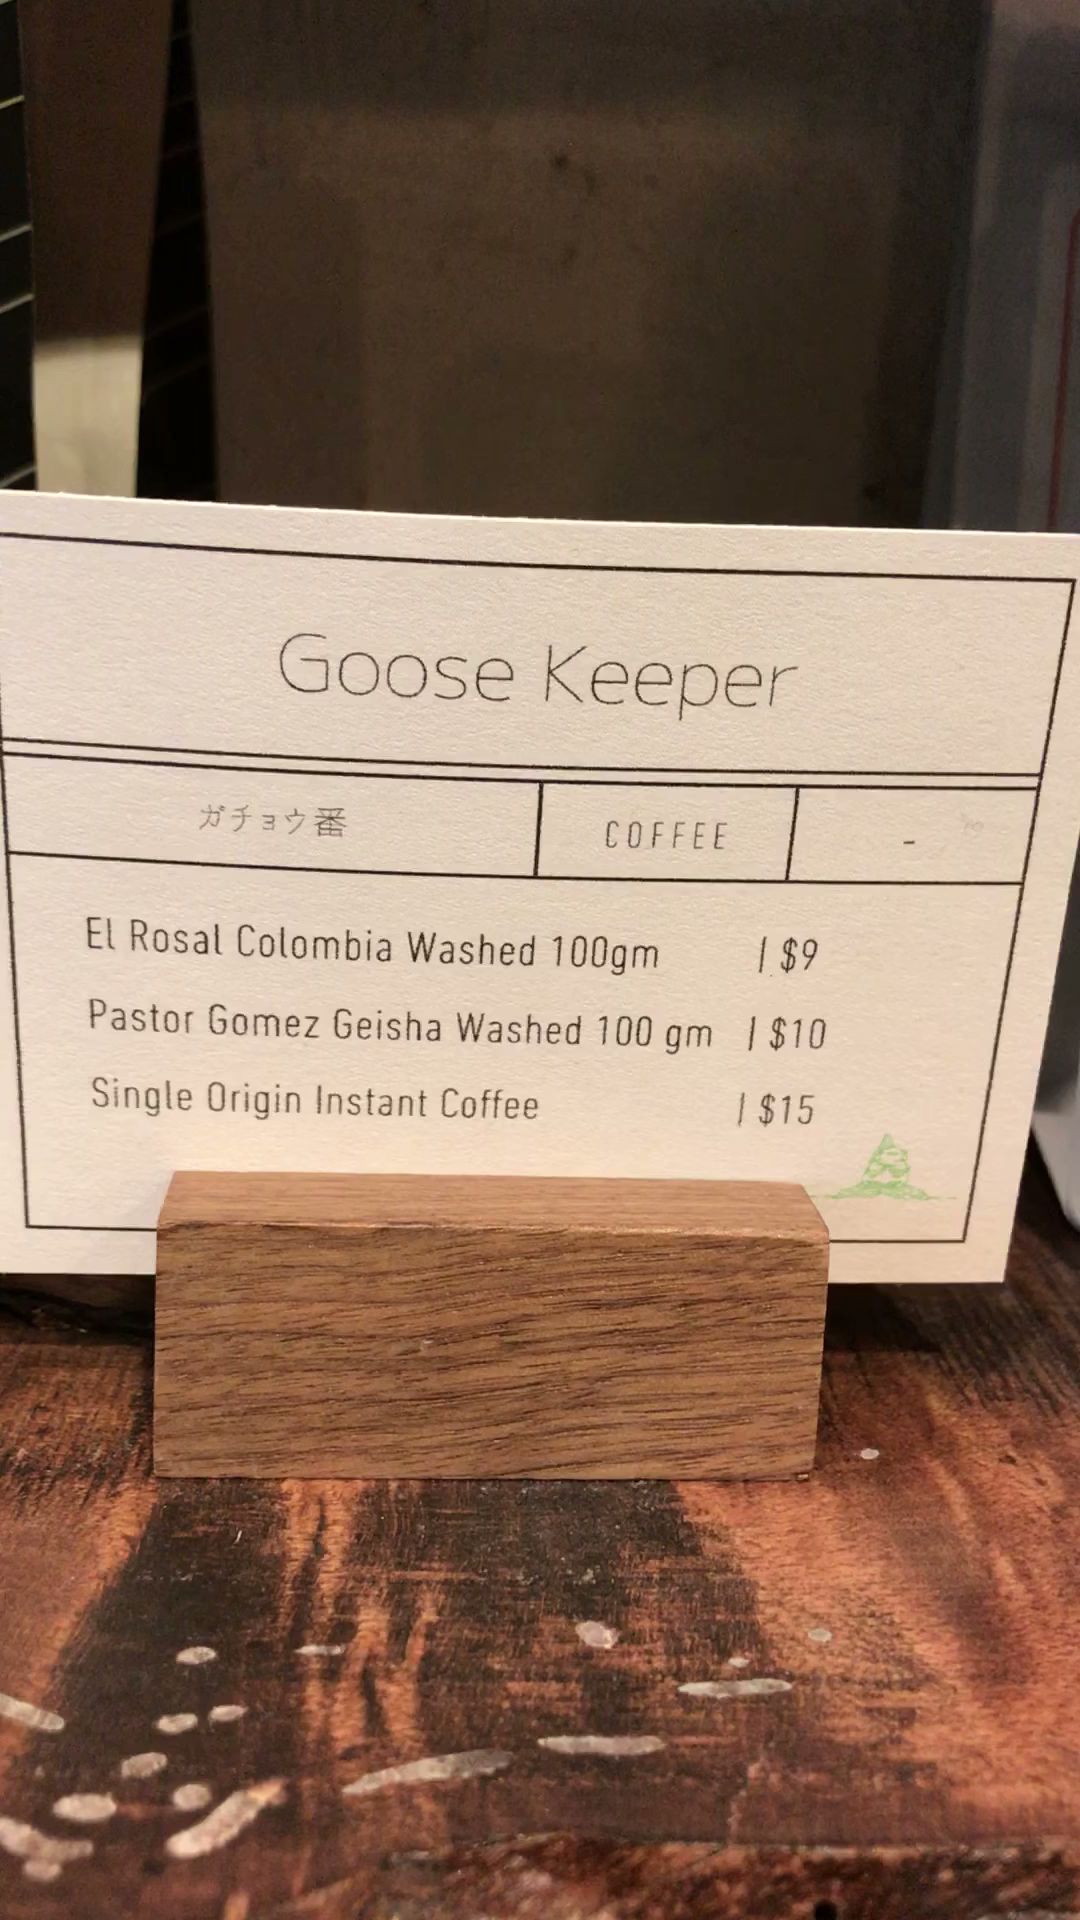 Goose Keeper
ガチョウ番 COFFEE -
El Rosal Colombia Washed 100gm | $9
Pastor Gomez Geisha Washed 100 gm | $10
Single Origin Instant Coffee | $15